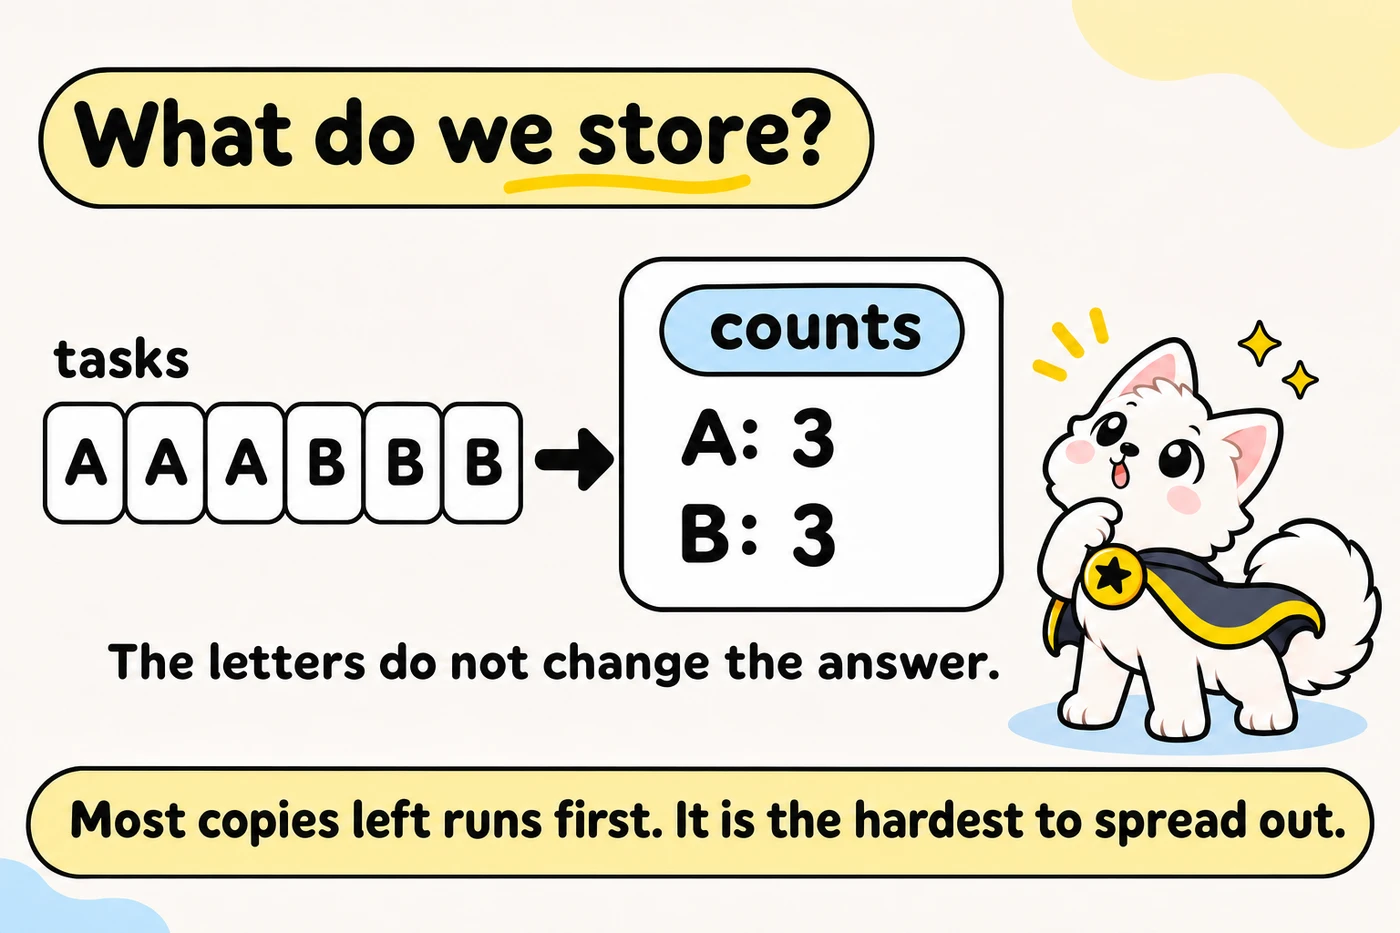 What do we store?
tasks
A A A B B B
counts
A: 3
B: 3
The letters do not change the answer.
Most copies left runs first. It is the hardest to spread out.